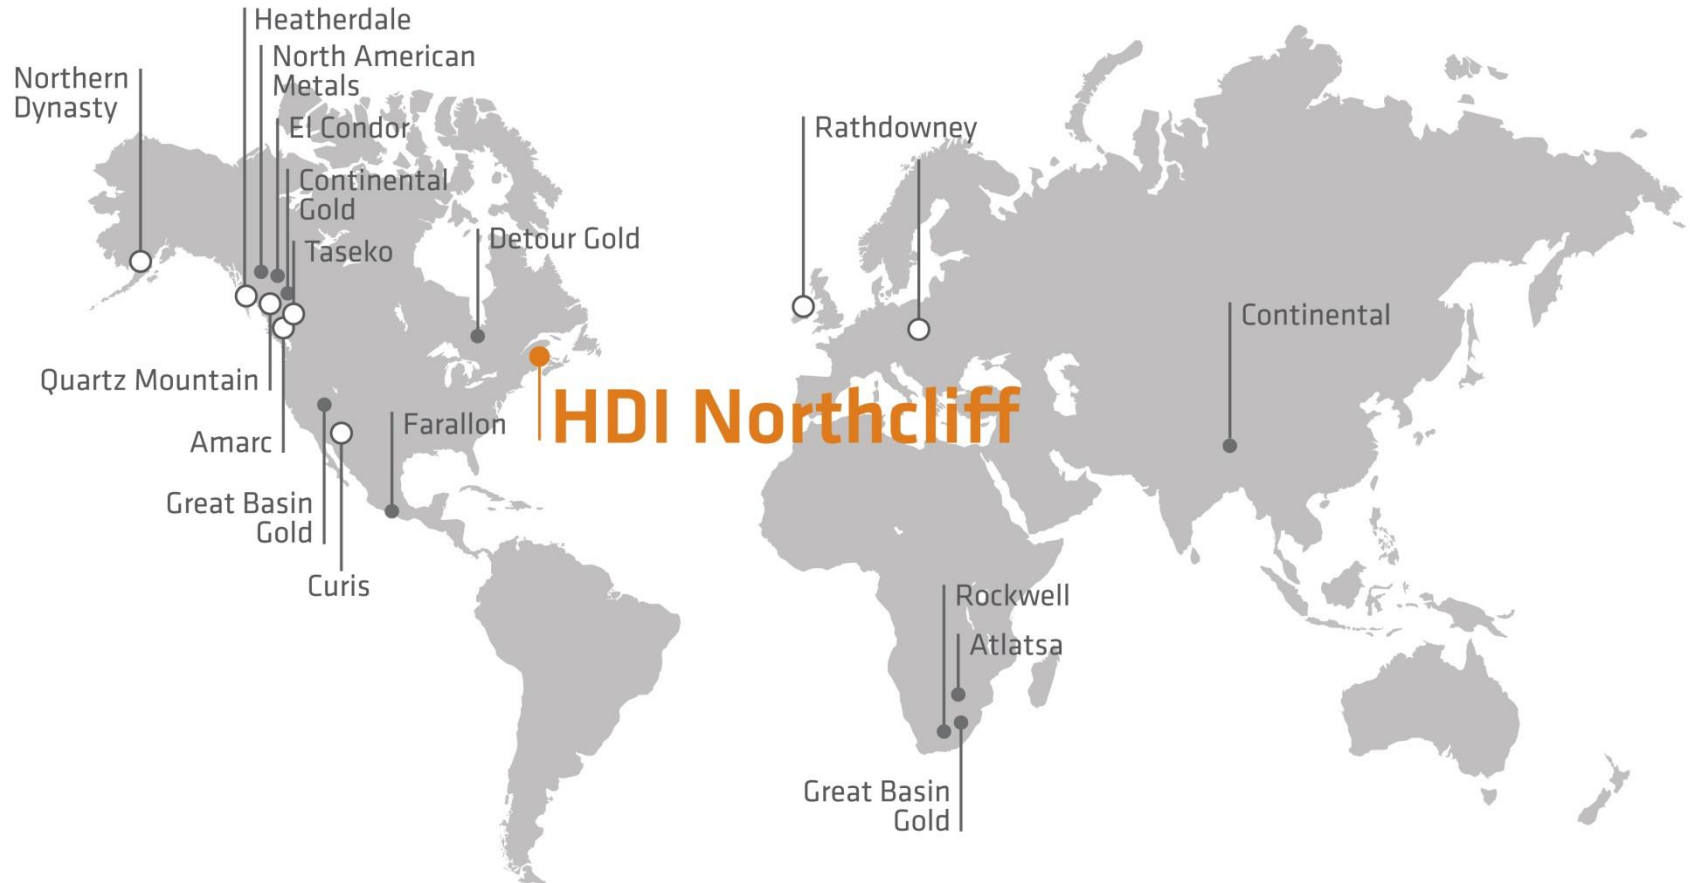 Heatherdale
North American
Metals
Northern
Dynasty
El Condor
Rathdowney
Continental
Gold
Taseko
Detour Gold
Continental
Quartz Mountain
HDI Northcliff
Farallon
Amarc
Great Basin
Gold
Curis
Rockwell
Atlatsa
Great Basin
Gold